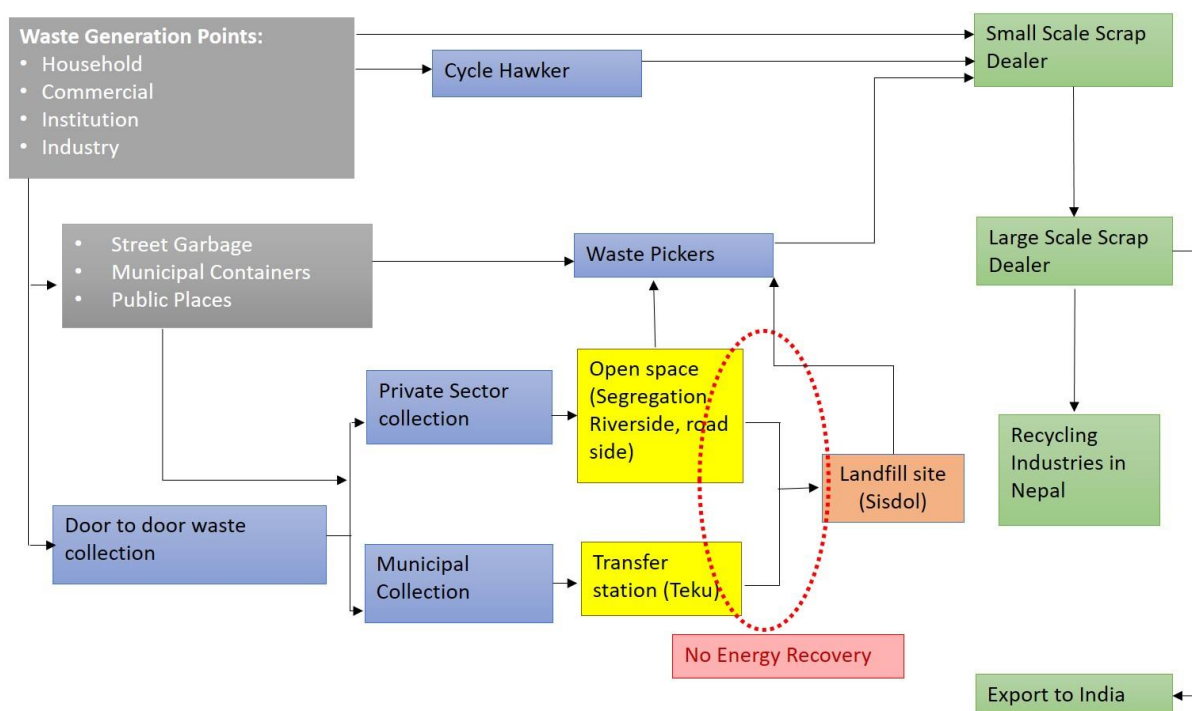 Waste Generation Points:
• Household
• Commercial
• Institution
• Industry
Cycle Hawker
Small Scale Scrap
Dealer
• Street Garbage
• Municipal Containers
• Public Places
Waste Pickers
Large Scale Scrap
Dealer
Private Sector
collection
Open space
(Segregation
Riverside, road
side)
Recycling
Industries in
Nepal
Landfill site
(Sisdol)
Door to door waste
collection
Municipal
Collection
Transfer
station (Teku)
No Energy Recovery
Export to India